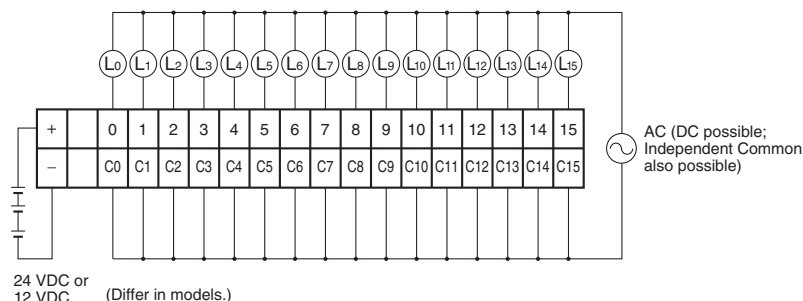 L0 L1 L2 L3 L4 L5 L6 L7 L8 L9 L10 L11 L12 L13 L14 L15
+ 0 1 2 3 4 5 6 7 8 9 10 11 12 13 14 15
− C0 C1 C2 C3 C4 C5 C6 C7 C8 C9 C10 C11 C12 C13 C14 C15
AC (DC possible;
Independent Common
also possible)
24 VDC or
12 VDC (Differ in models.)